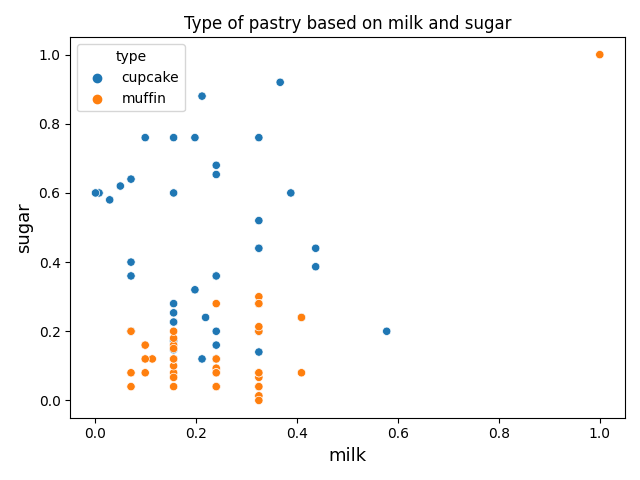 Type of pastry based on milk and sugar
type
cupcake
muffin
sugar
1.0
0.8
0.6
0.4
0.2
0.0
0.0 0.2 0.4 0.6 0.8 1.0
milk